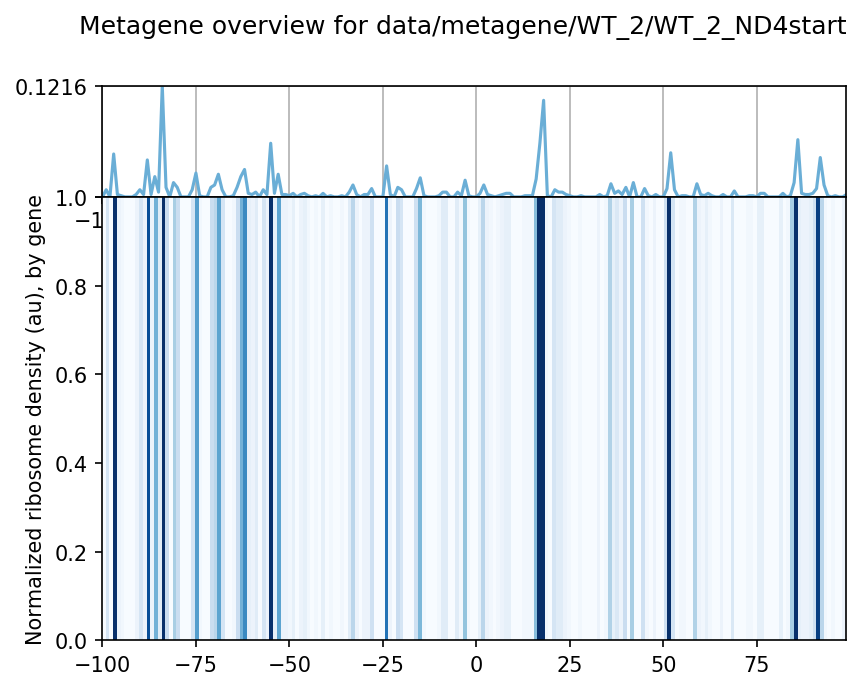 Metagene overview for data/metagene/WT_2/WT_2_ND4start
0.1216
1.0
−1
0.8
0.6
0.4
0.2
0.0
Normalized ribosome density (au), by gene
−100 −75 −50 −25 0 25 50 75